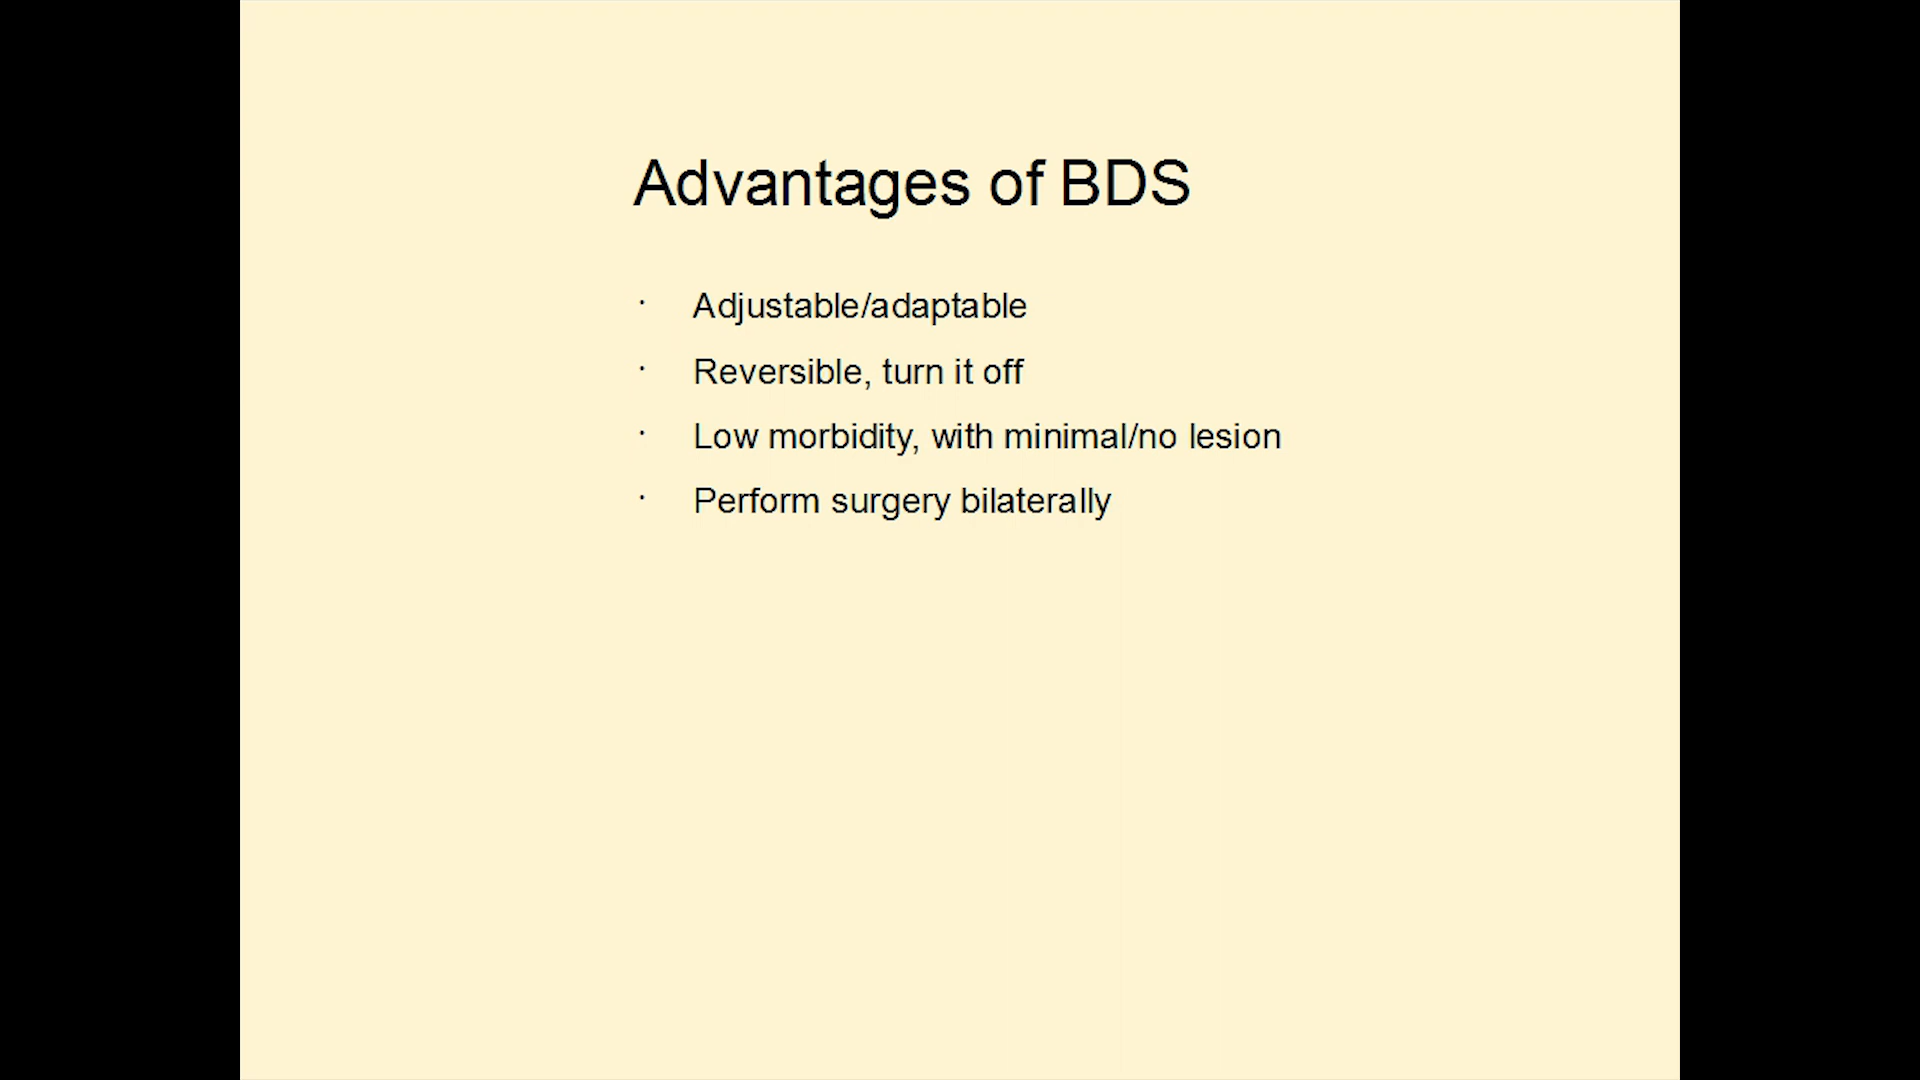 Advantages of BDS
· Adjustable/adaptable
· Reversible, turn it off
· Low morbidity, with minimal/no lesion
· Perform surgery bilaterally